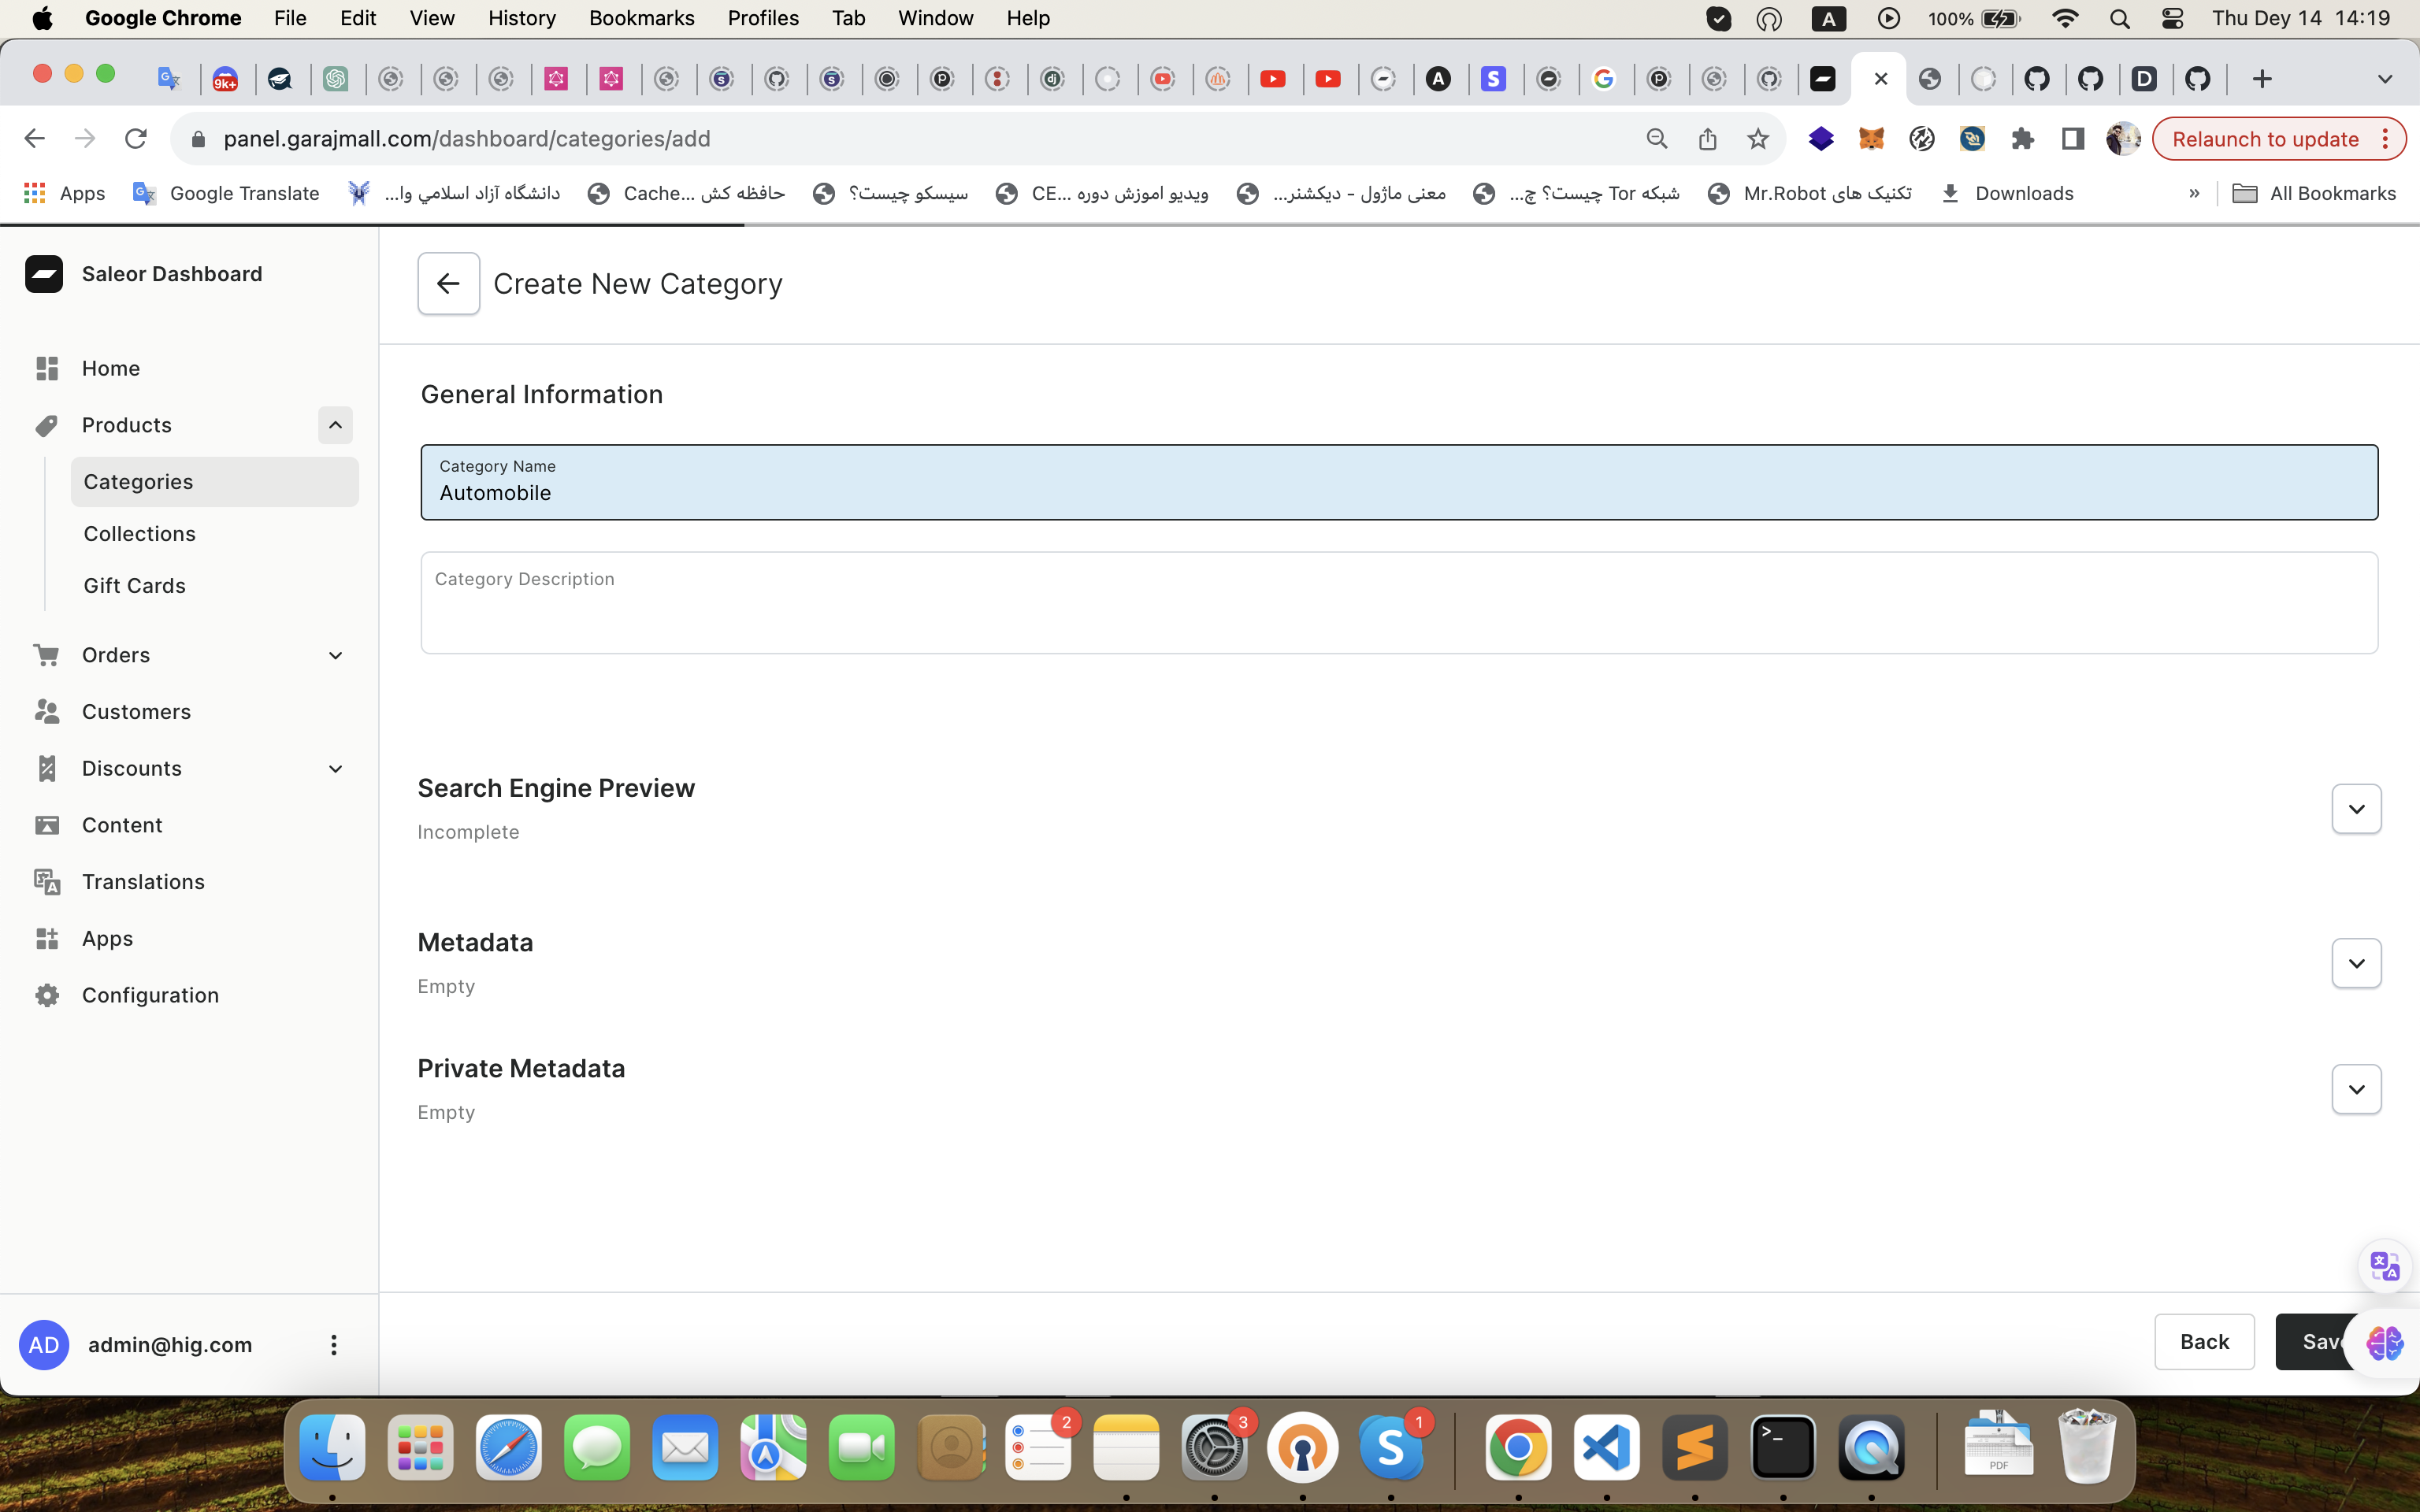 Google Chrome File Edit View History Bookmarks Profiles Tab Window Help A 100% Thu Dey 14 14:19
9k+
panel.garajmall.com/dashboard/categories/add Relaunch to update
Apps Google Translate دانشگاه آزاد اسلامي وا... حافظه کش Cache... سیسکو چیست؟ ویدیو اموزش دوره CE... معنی ماژول - دیکشنر... شبکه Tor چیست؟ چ... تکنیک های Mr.Robot Downloads » All Bookmarks
Saleor Dashboard
Home
Products
Categories
Collections
Gift Cards
Orders
Customers
Discounts
Content
Translations
Apps
Configuration
AD admin@hig.com
Create New Category
General Information
Category Name
Automobile
Category Description
Search Engine Preview
Incomplete
Metadata
Empty
Private Metadata
Empty
Back
2 3 1
PDF